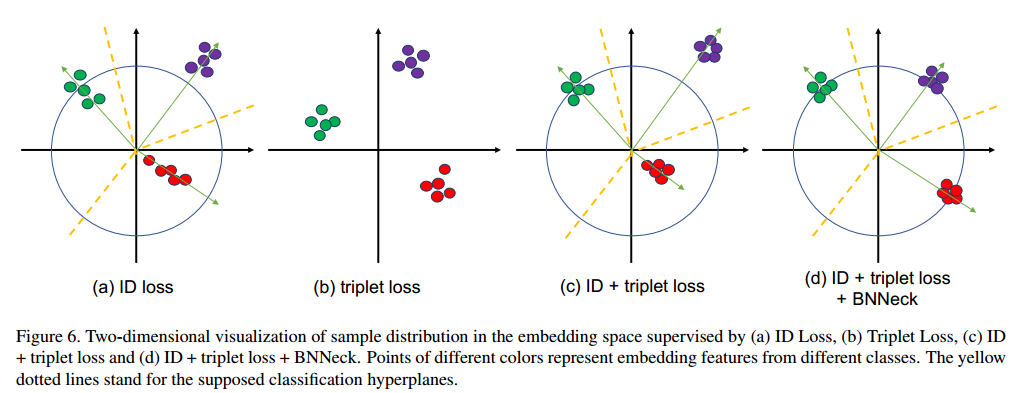 (a) ID loss
(b) triplet loss
(c) ID + triplet loss
(d) ID + triplet loss
+ BNNeck
Figure 6. Two-dimensional visualization of sample distribution in the embedding space supervised by (a) ID Loss, (b) Triplet Loss, (c) ID
+ triplet loss and (d) ID + triplet loss + BNNeck. Points of different colors represent embedding features from different classes. The yellow
dotted lines stand for the supposed classification hyperplanes.